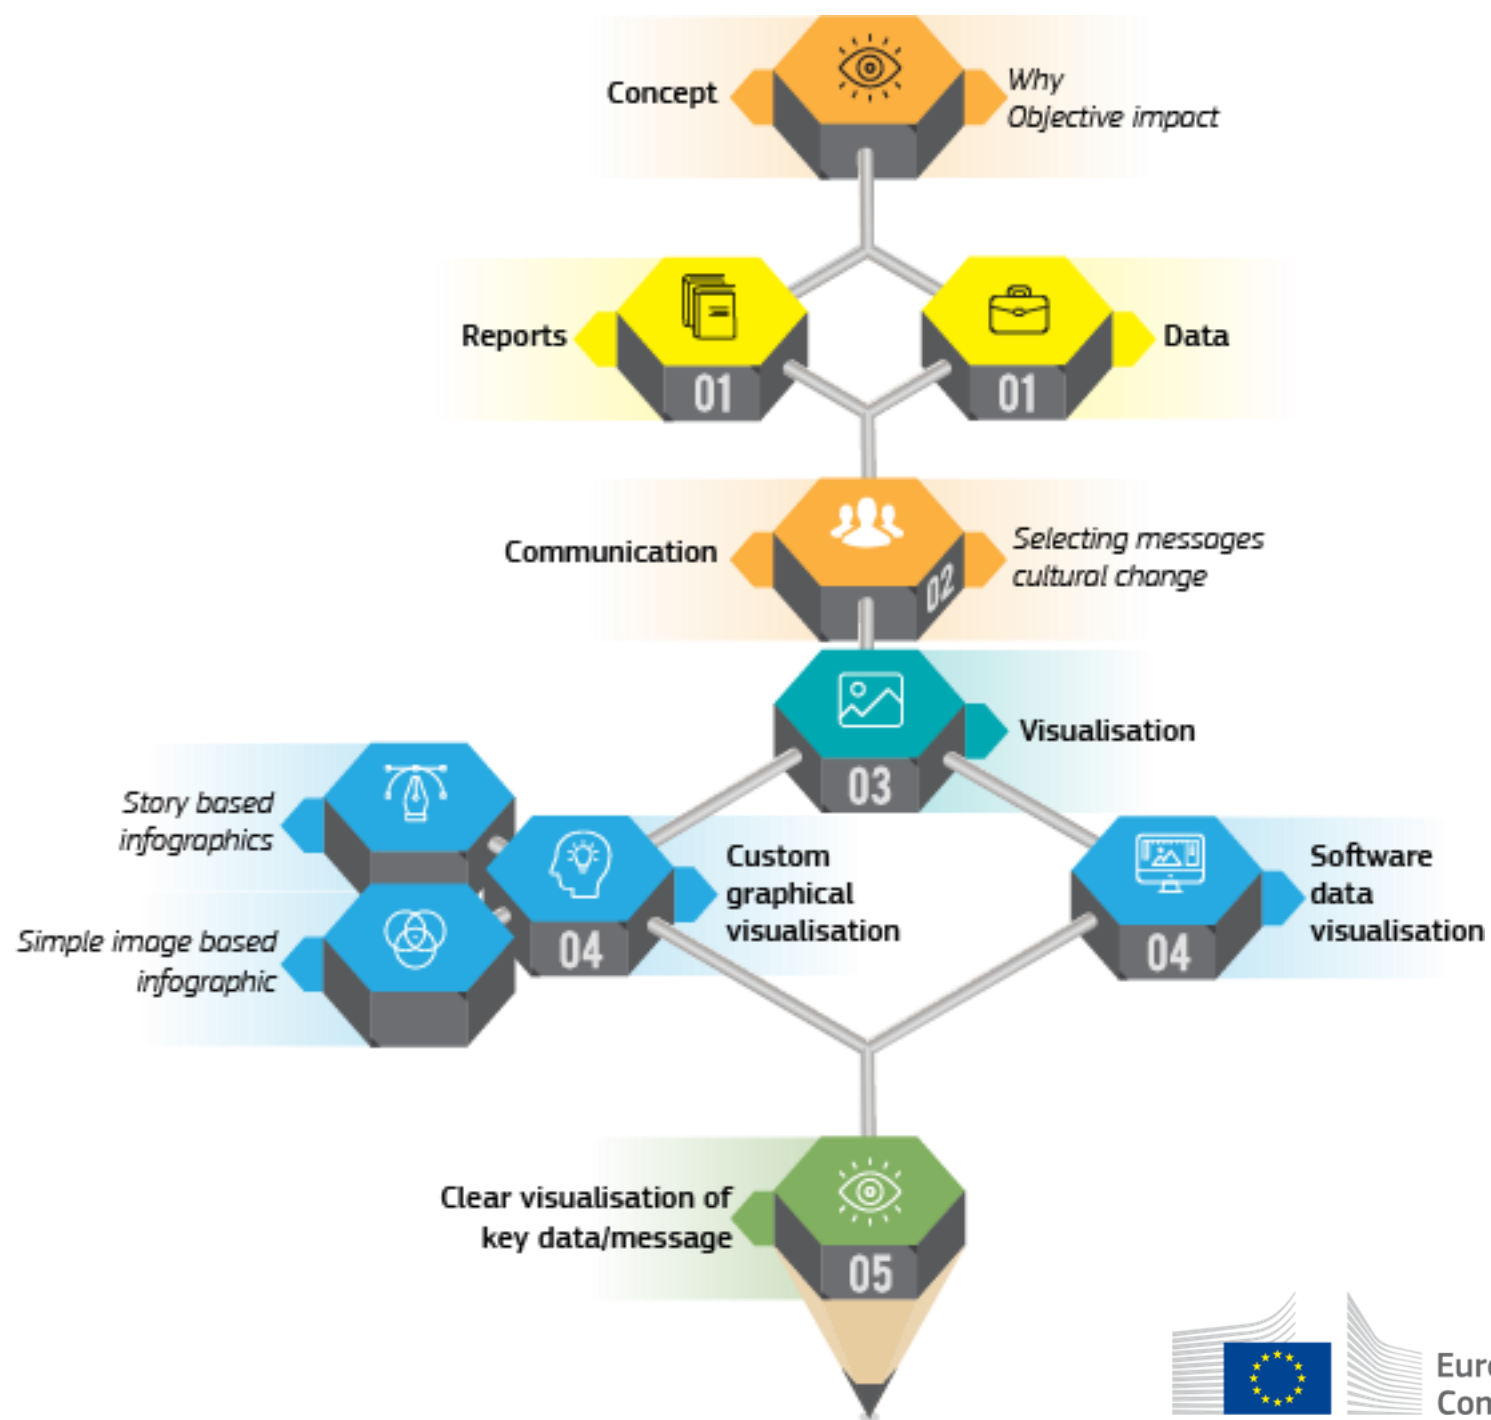 Concept
Why
Objective impact
Reports
01
01
Data
Communication
02
Selecting messages
cultural change
03
Visualisation
Story based
infographics
Simple image based
infographic
04
Custom
graphical
visualisation
04
Software
data
visualisation
Clear visualisation of
key data/message
05